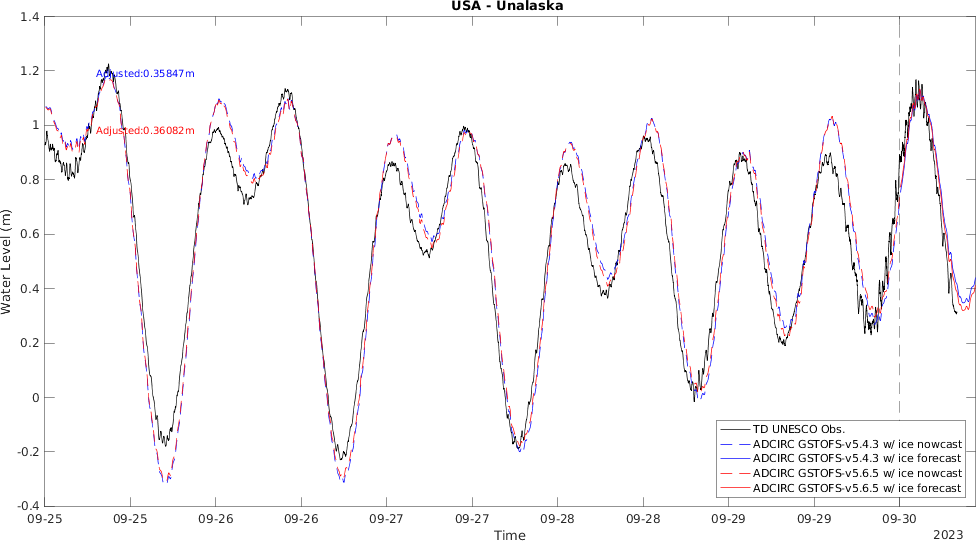 USA - Unalaska
1.4
1.2
1
0.8
0.6
0.4
0.2
0
-0.2
-0.4
Water Level (m)
Adjusted:0.35847m
Adjusted:0.36082m
TD UNESCO Obs.
ADCIRC GSTOFS-v5.4.3 w/ ice nowcast
ADCIRC GSTOFS-v5.4.3 w/ ice forecast
ADCIRC GSTOFS-v5.6.5 w/ ice nowcast
ADCIRC GSTOFS-v5.6.5 w/ ice forecast
09-25 09-25 09-26 09-26 09-27 09-27 09-28 09-28 09-29 09-29 09-30
Time
2023